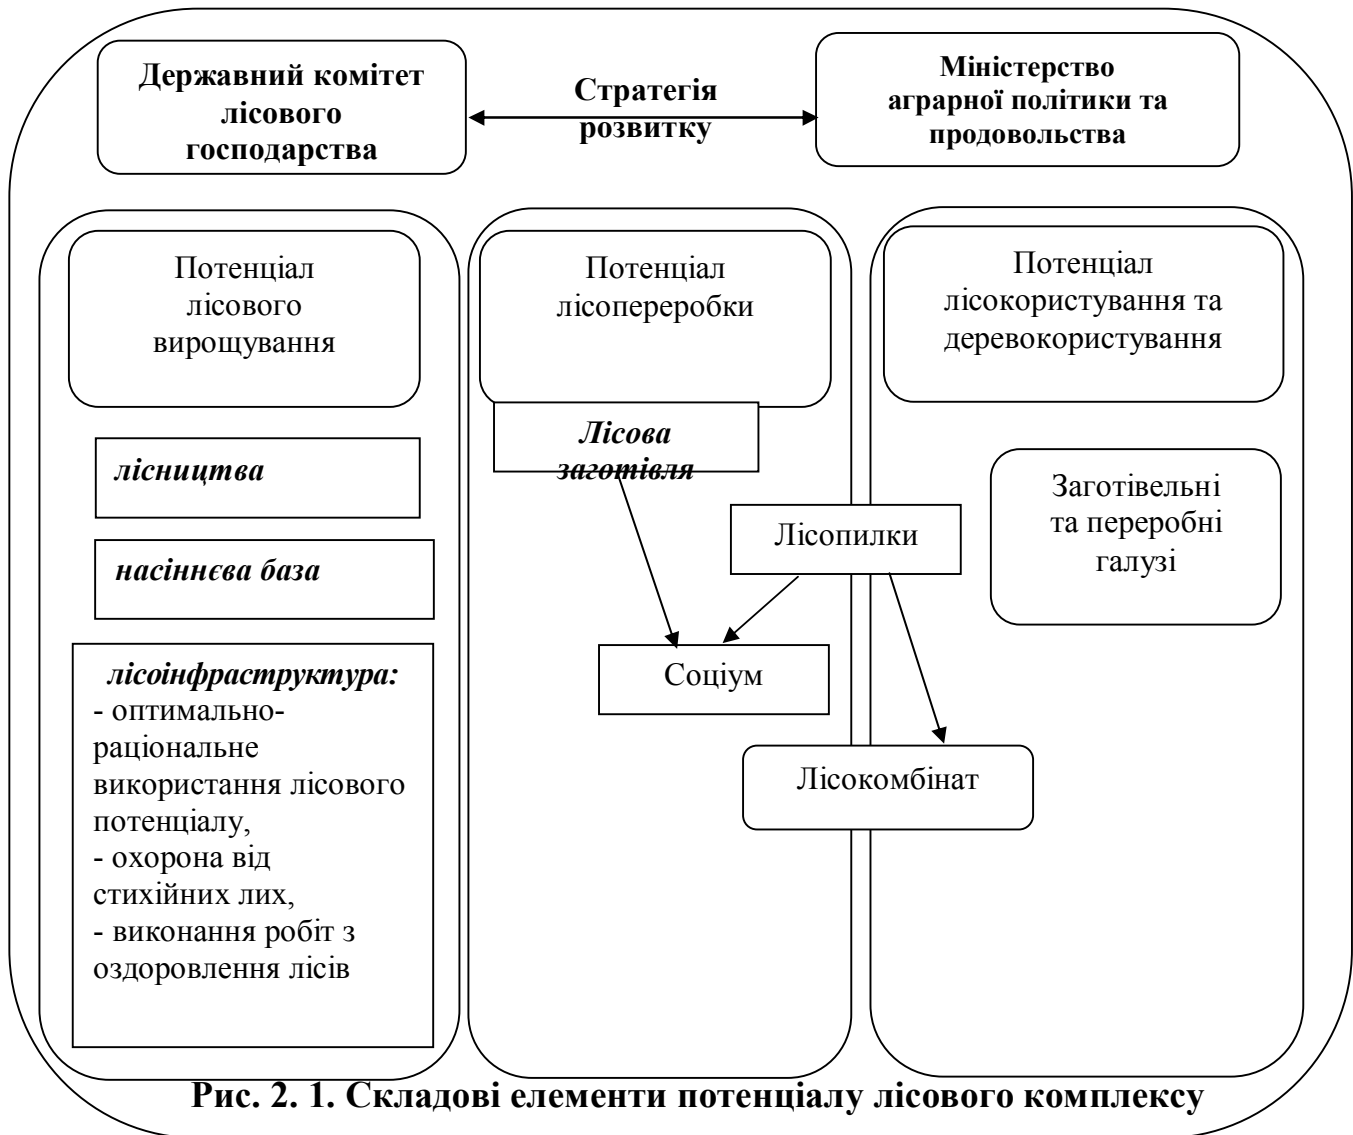 Державний комітет
лісового
господарства
Стратегія
розвитку
Міністерство
аграрної політики та
продовольства
Потенціал
лісового
вирощування
лісництва
насіннєва база
лісоінфраструктура:
- оптимально-
раціональне
використання лісового
потенціалу,
- охорона від
стихійних лих,
- виконання робіт з
оздоровлення лісів
Потенціал
лісопереробки
Лісова
заготівля
Лісопилки
Соціум
Лісокомбінат
Потенціал
лісокористування та
деревокористування
Заготівельні
та переробні
галузі
Рис. 2. 1. Складові елементи потенціалу лісового комплексу